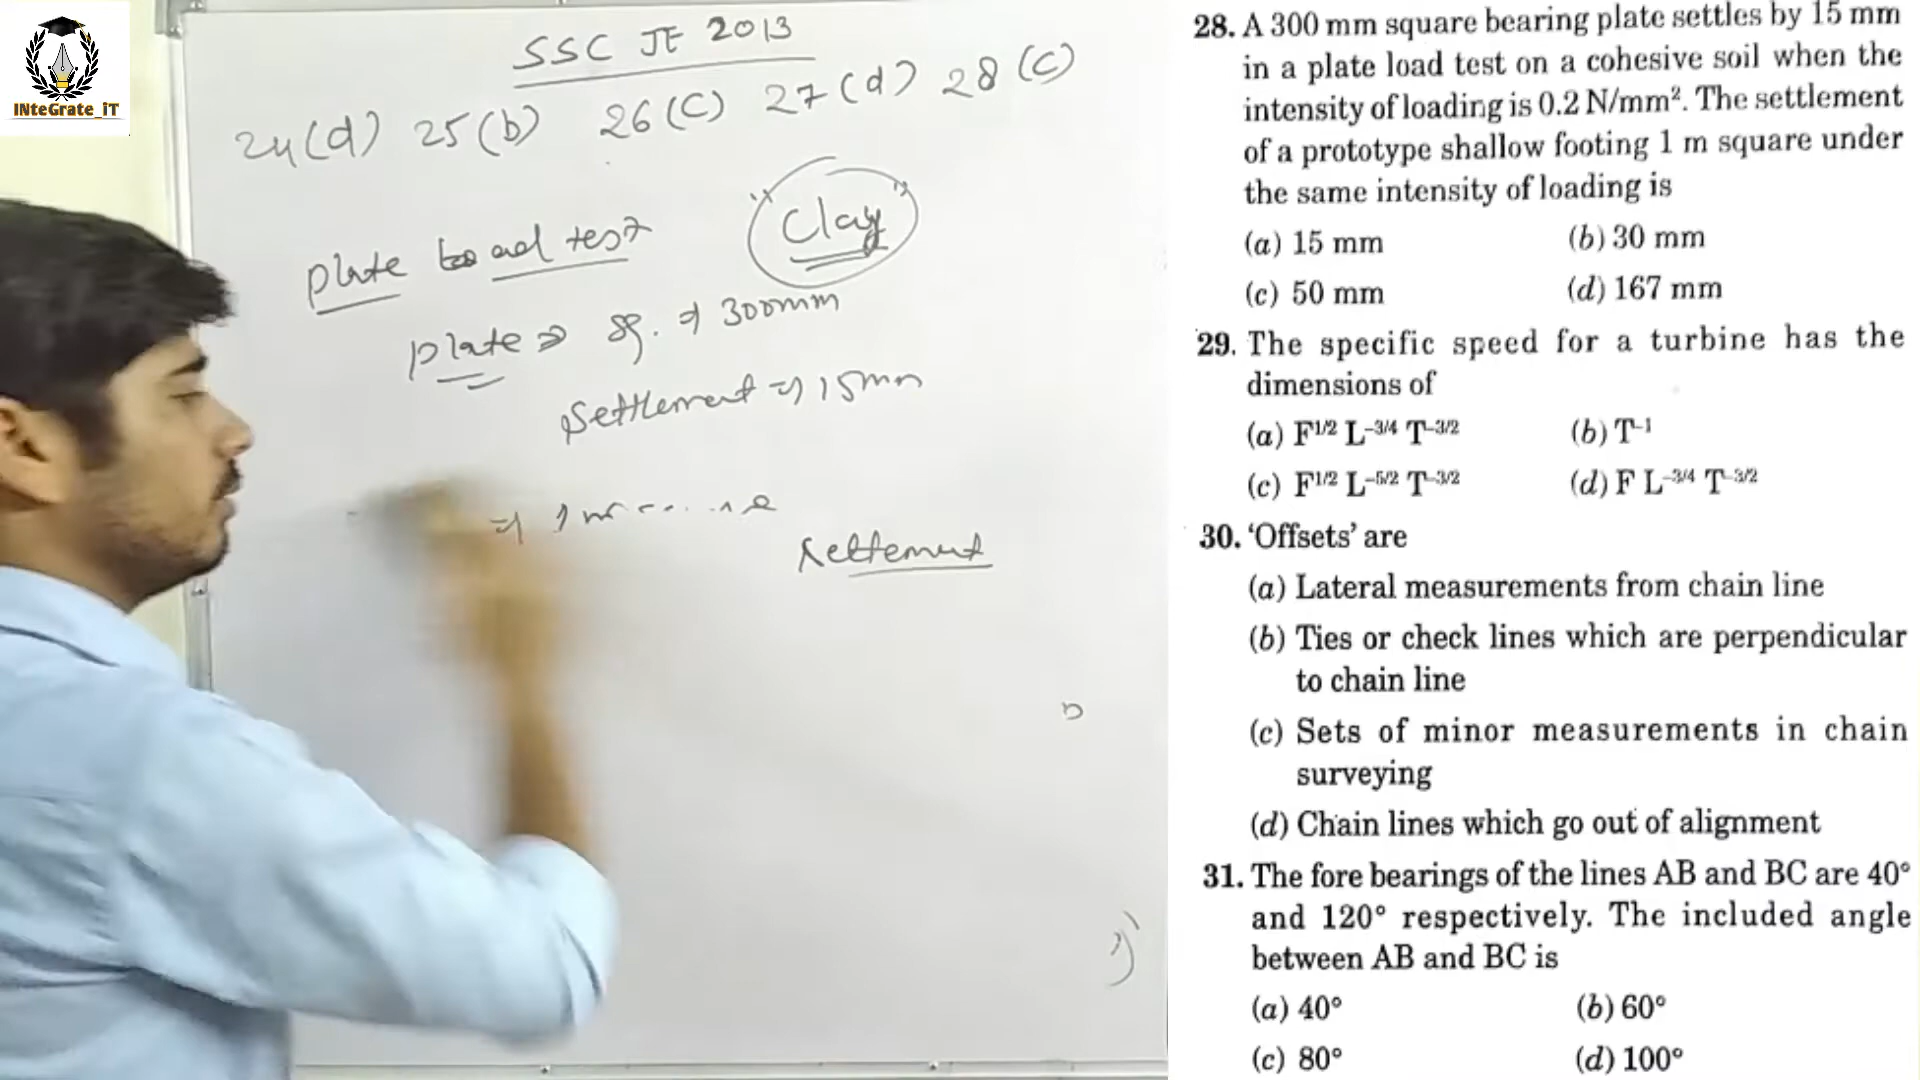 INteGrate_iT
SSC JE 2013
24(d) 25(b) 26(C) 27(d) 28(C)
plate load test
"Clay"
plate ⇒ sq. ⇒ 300mm
Settlement ⇒ 15mm
Settlement
28. A 300 mm square bearing plate settles by 15 mm
in a plate load test on a cohesive soil when the
intensity of loading is 0.2 N/mm². The settlement
of a prototype shallow footing 1 m square under
the same intensity of loading is
(a) 15 mm (b) 30 mm
(c) 50 mm (d) 167 mm
29. The specific speed for a turbine has the
dimensions of
(a) F^1/2 L^-3/4 T^-3/2 (b) T^-1
(c) F^1/2 L^-5/2 T^-3/2 (d) F L^-3/4 T^-3/2
30. ‘Offsets’ are
(a) Lateral measurements from chain line
(b) Ties or check lines which are perpendicular
to chain line
(c) Sets of minor measurements in chain
surveying
(d) Chain lines which go out of alignment
31. The fore bearings of the lines AB and BC are 40°
and 120° respectively. The included angle
between AB and BC is
(a) 40° (b) 60°
(c) 80° (d) 100°